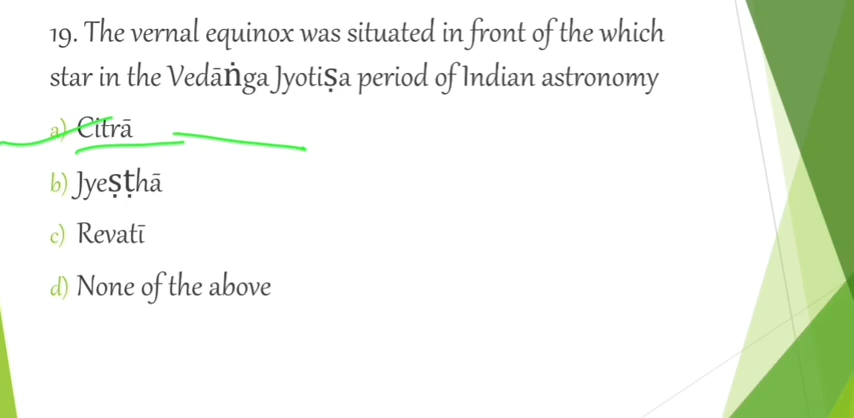 19. The vernal equinox was situated in front of the which
star in the Vedāṅga Jyotiṣa period of Indian astronomy
a) Citrā
b) Jyeṣṭhā
c) Revatī
d) None of the above